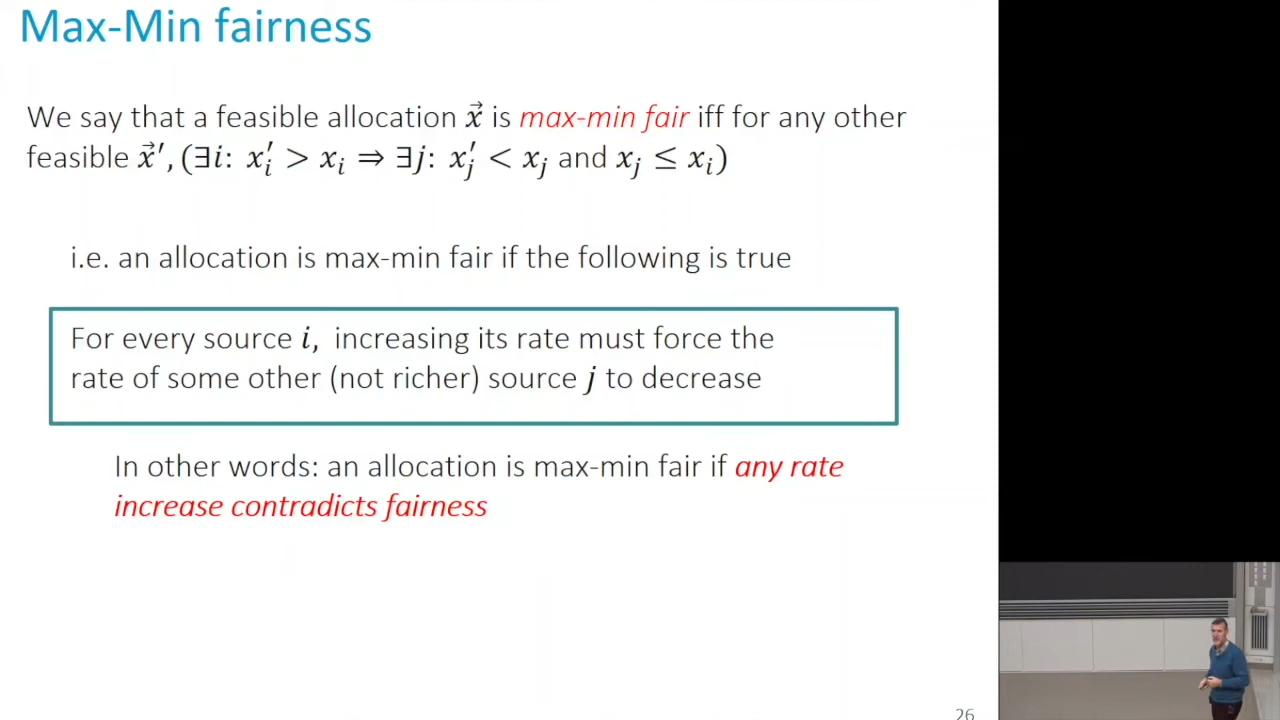 Max-Min fairness
We say that a feasible allocation x⃗ is max-min fair iff for any other
feasible x⃗′, (∃i: x′ᵢ > xᵢ ⇒ ∃j: x′ⱼ < xⱼ and xⱼ ≤ xᵢ)
i.e. an allocation is max-min fair if the following is true
For every source i, increasing its rate must force the
rate of some other (not richer) source j to decrease
In other words: an allocation is max-min fair if any rate
increase contradicts fairness
26